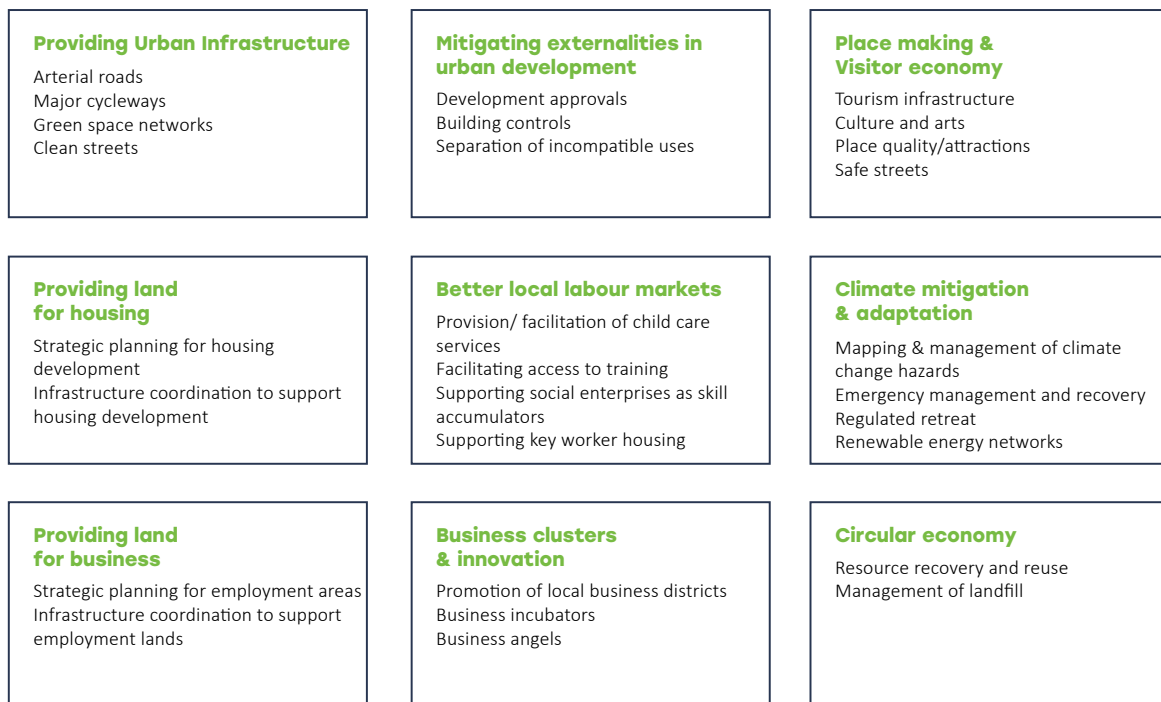 Providing Urban Infrastructure
Arterial roads
Major cycleways
Green space networks
Clean streets
Mitigating externalities in
urban development
Development approvals
Building controls
Separation of incompatible uses
Place making &
Visitor economy
Tourism infrastructure
Culture and arts
Place quality/attractions
Safe streets
Providing land
for housing
Strategic planning for housing
development
Infrastructure coordination to support
housing development
Better local labour markets
Provision/ facilitation of child care
services
Facilitating access to training
Supporting social enterprises as skill
accumulators
Supporting key worker housing
Climate mitigation
& adaptation
Mapping & management of climate
change hazards
Emergency management and recovery
Regulated retreat
Renewable energy networks
Providing land
for business
Strategic planning for employment areas
Infrastructure coordination to support
employment lands
Business clusters
& innovation
Promotion of local business districts
Business incubators
Business angels
Circular economy
Resource recovery and reuse
Management of landfill